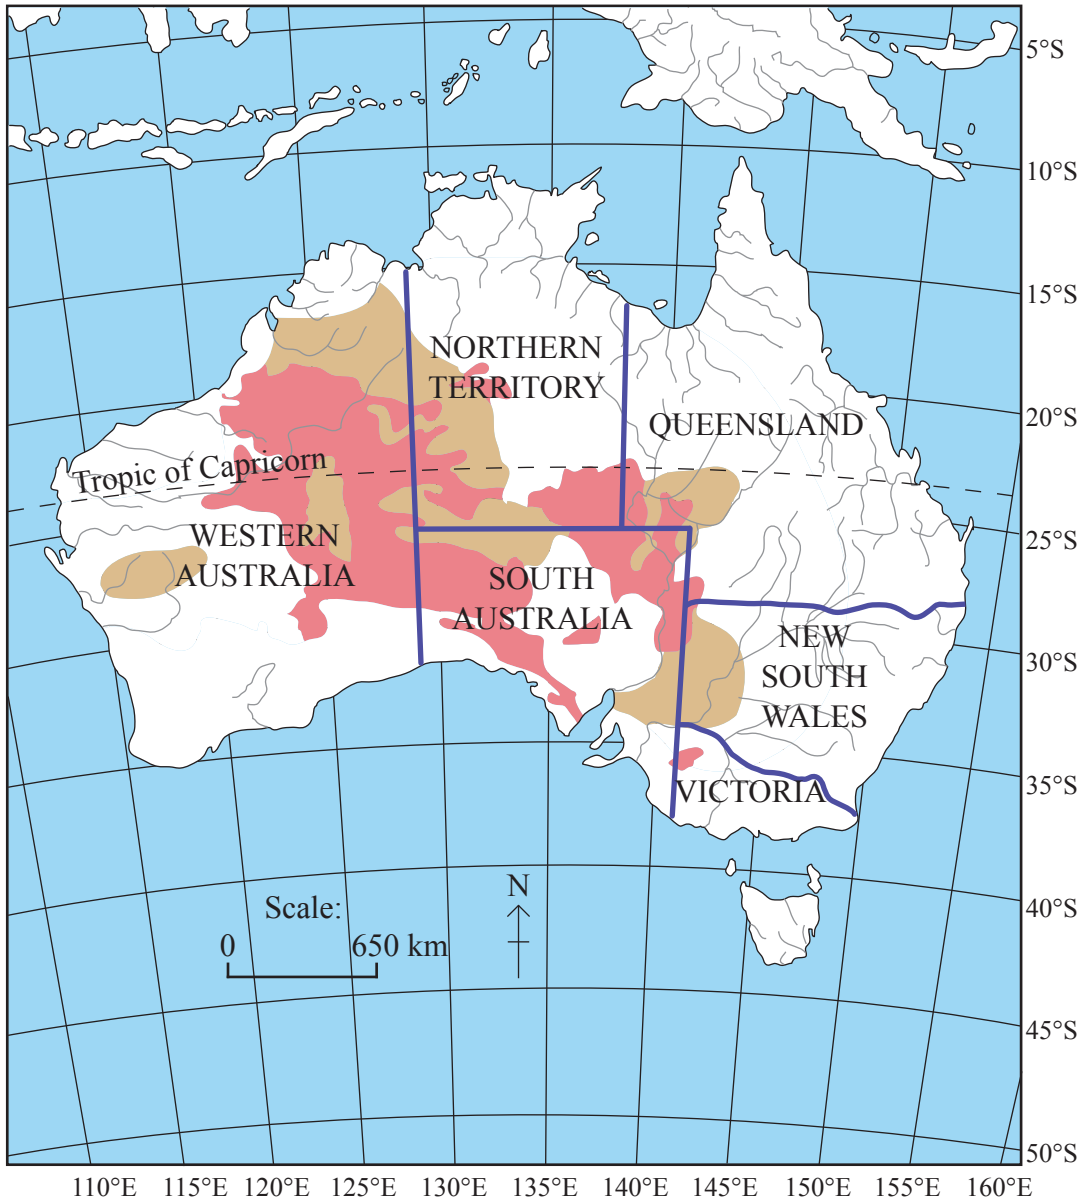 5°S
10°S
15°S
NORTHERN
TERRITORY
20°S
QUEENSLAND
Tropic of Capricorn
25°S
WESTERN
AUSTRALIA
SOUTH
AUSTRALIA
NEW
SOUTH
WALES
30°S
VICTORIA
35°S
40°S
Scale:
0 650 km
N
45°S
50°S
110°E 115°E 120°E 125°E 130°E 135°E 140°E 145°E 150°E 155°E 160°E